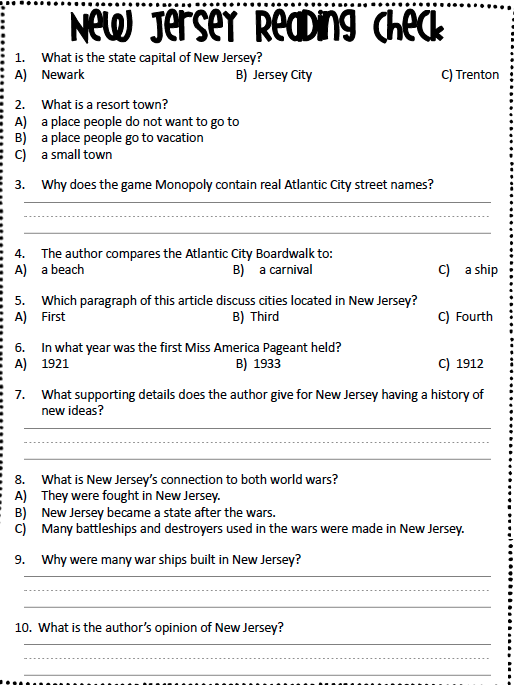 New Jersey Reading Check
1. What is the state capital of New Jersey?
A) Newark B) Jersey City C) Trenton
2. What is a resort town?
A) a place people do not want to go to
B) a place people go to vacation
C) a small town
3. Why does the game Monopoly contain real Atlantic City street names?
4. The author compares the Atlantic City Boardwalk to:
A) a beach B) a carnival C) a ship
5. Which paragraph of this article discuss cities located in New Jersey?
A) First B) Third C) Fourth
6. In what year was the first Miss America Pageant held?
A) 1921 B) 1933 C) 1912
7. What supporting details does the author give for New Jersey having a history of
new ideas?
8. What is New Jersey’s connection to both world wars?
A) They were fought in New Jersey.
B) New Jersey became a state after the wars.
C) Many battleships and destroyers used in the wars were made in New Jersey.
9. Why were many war ships built in New Jersey?
10. What is the author’s opinion of New Jersey?